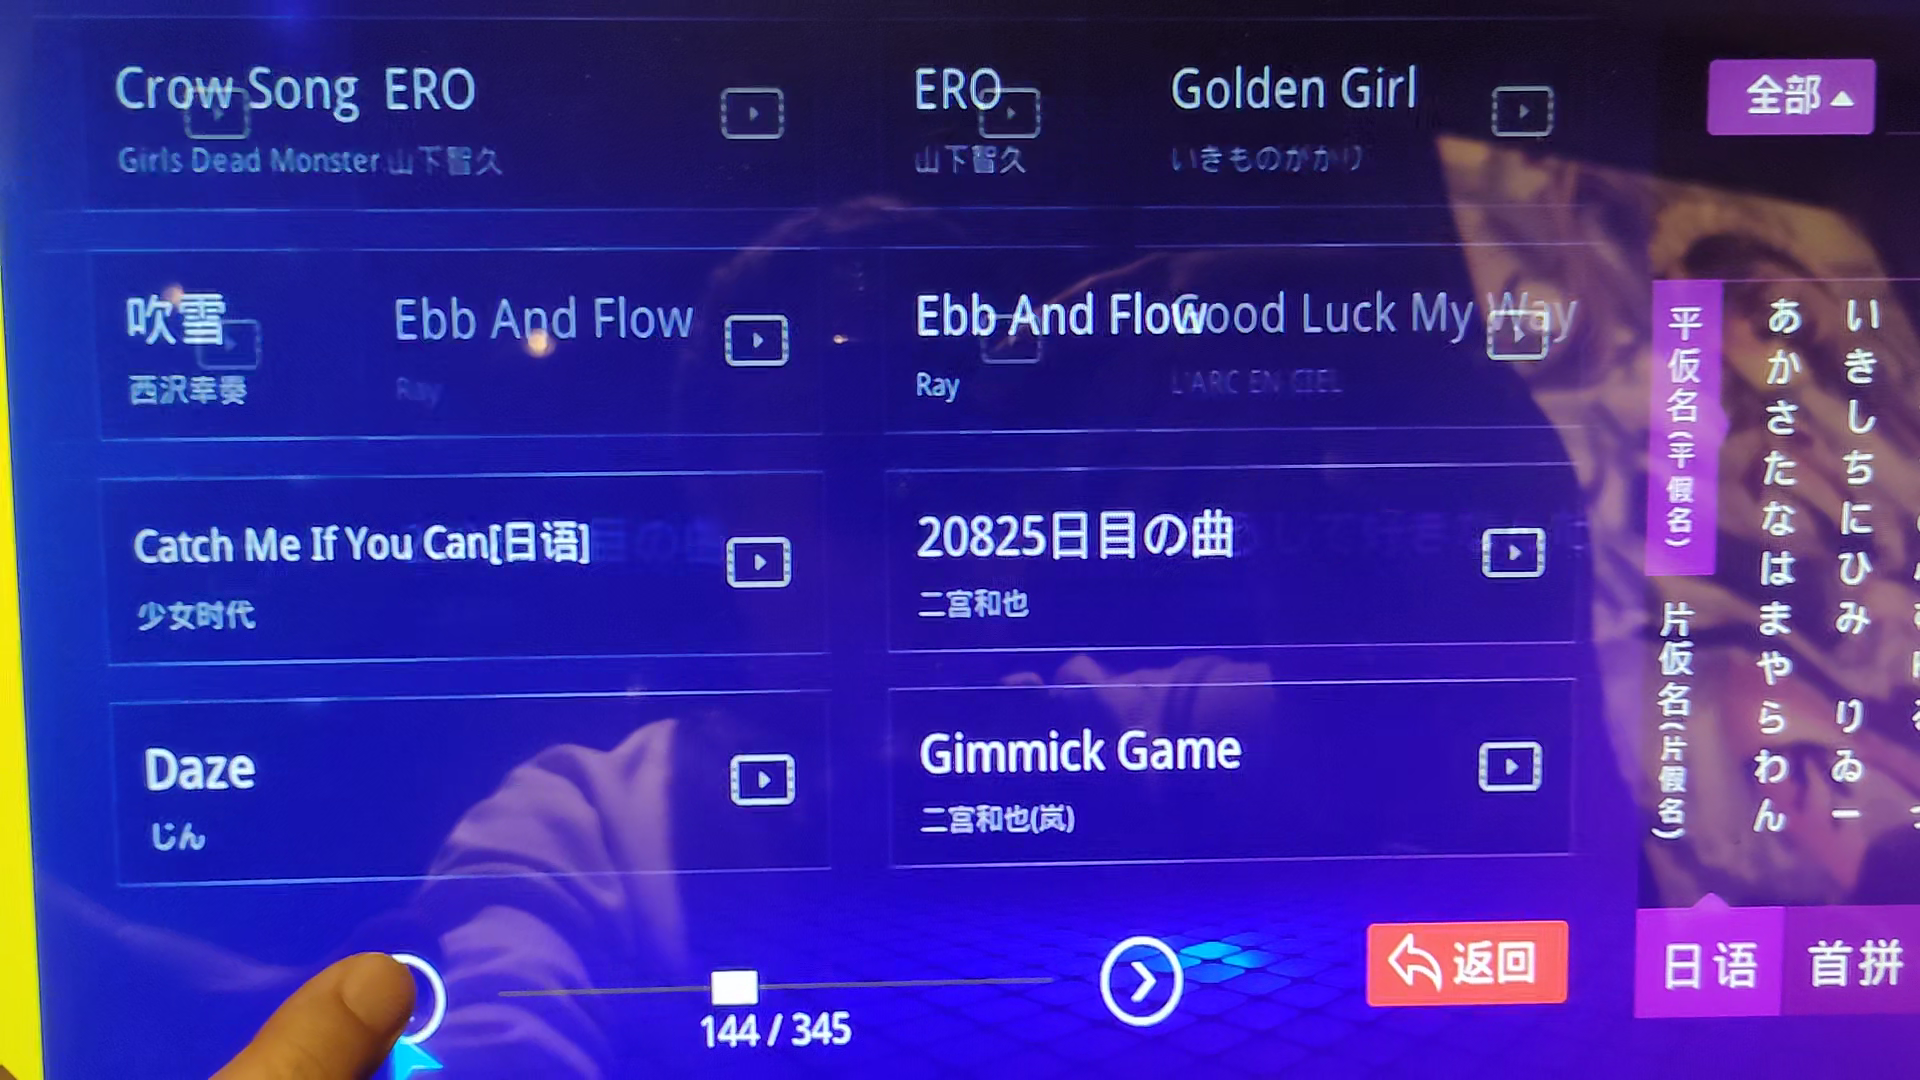 Crow Song ERO
Girls Dead Monster 山下智久
ERO Golden Girl
山下智久 いきものがかり
吹雪 Ebb And Flow
西沢幸奏 Ray
Ebb And Flow Good Luck My Way
Ray L'ARC EN CIEL
Catch Me If You Can[日语]
少女时代
20825日目の曲
二宫和也
Daze
じん
Gimmick Game
二宫和也(岚)
144 / 345
返回
全部
平仮名(平假名)
片仮名(片假名)
あかさたなはまやらわん
いきしちにひみ りゐー
日语
首拼